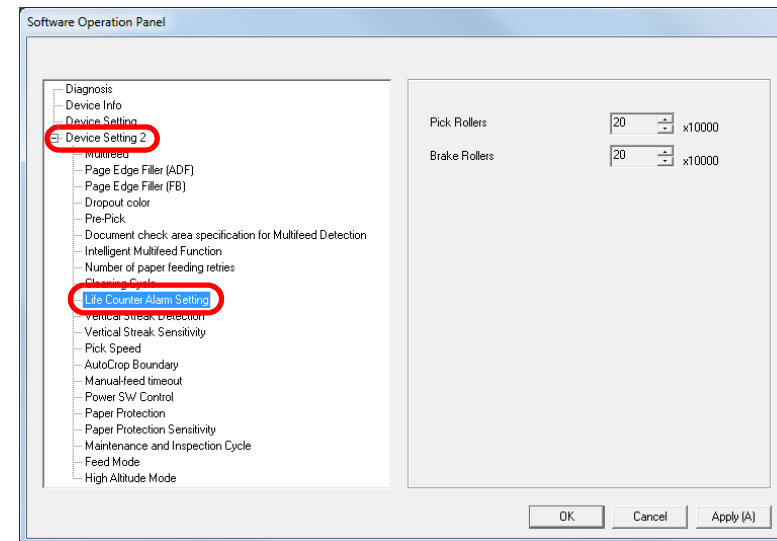 Software Operation Panel
Diagnosis
Device Info
Device Setting
Device Setting 2
Multifeed
Page Edge Filler (ADF)
Page Edge Filler (FB)
Dropout color
Pre-Pick
Document check area specification for Multifeed Detection
Intelligent Multifeed Function
Number of paper feeding retries
Cleaning Cycle
Life Counter Alarm Setting
Vertical Streak Detection
Vertical Streak Sensitivity
Pick Speed
AutoCrop Boundary
Manual-feed timeout
Power SW Control
Paper Protection
Paper Protection Sensitivity
Maintenance and Inspection Cycle
Feed Mode
High Altitude Mode
Pick Rollers 20 x10000
Brake Rollers 20 x10000
OK Cancel Apply (A)